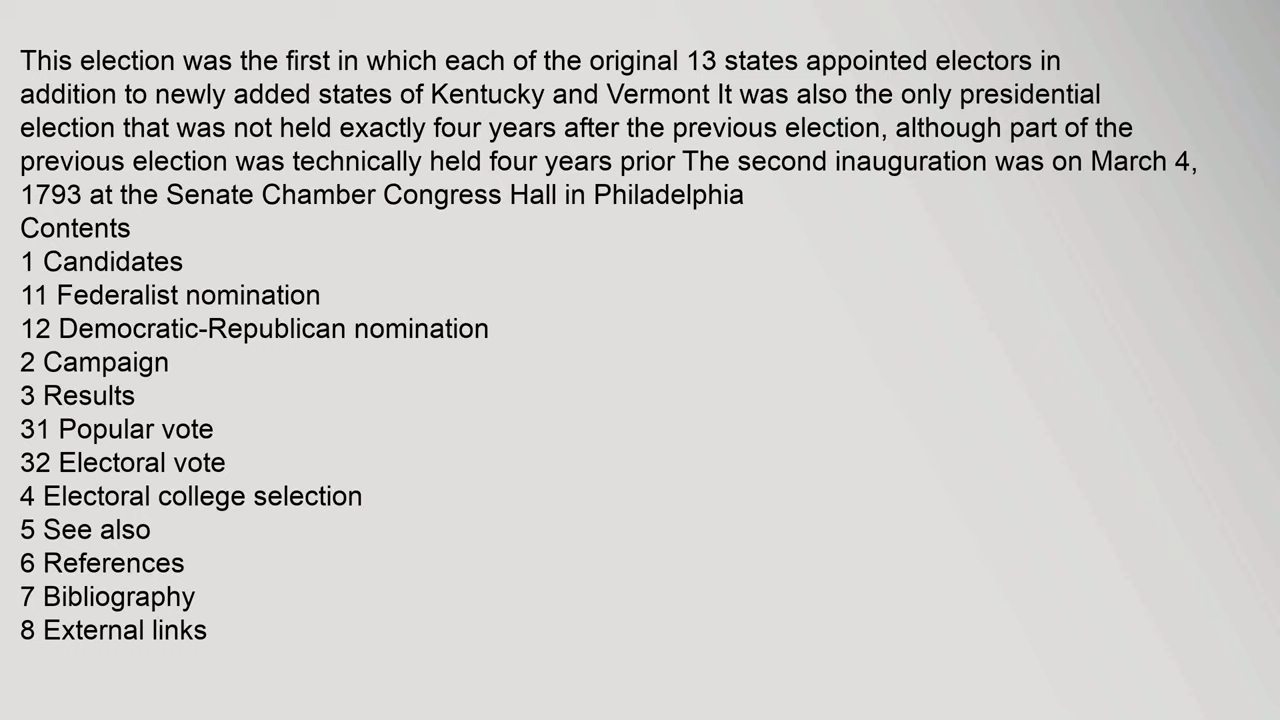 This election was the first in which each of the original 13 states appointed electors in
addition to newly added states of Kentucky and Vermont It was also the only presidential
election that was not held exactly four years after the previous election, although part of the
previous election was technically held four years prior The second inauguration was on March 4,
1793 at the Senate Chamber Congress Hall in Philadelphia
Contents
1 Candidates
11 Federalist nomination
12 Democratic-Republican nomination
2 Campaign
3 Results
31 Popular vote
32 Electoral vote
4 Electoral college selection
5 See also
6 References
7 Bibliography
8 External links